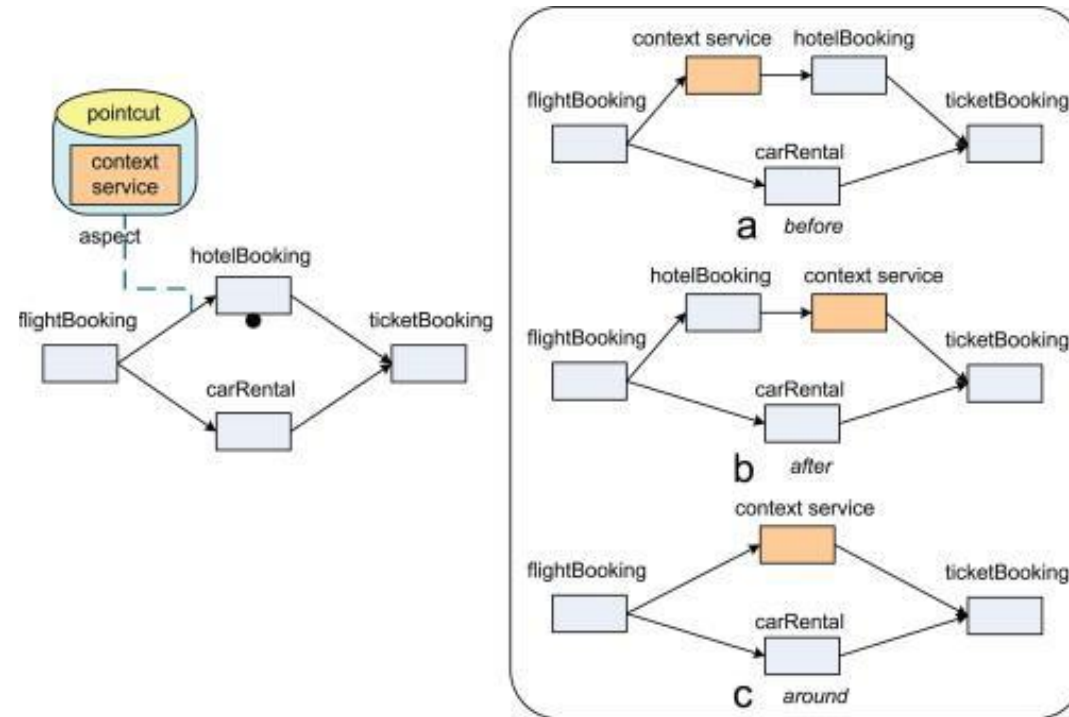 pointcut
context
service
aspect
hotelBooking
flightBooking
ticketBooking
carRental
context service
hotelBooking
flightBooking
ticketBooking
carRental
a
before
hotelBooking
context service
flightBooking
ticketBooking
carRental
b
after
context service
flightBooking
ticketBooking
carRental
c
around